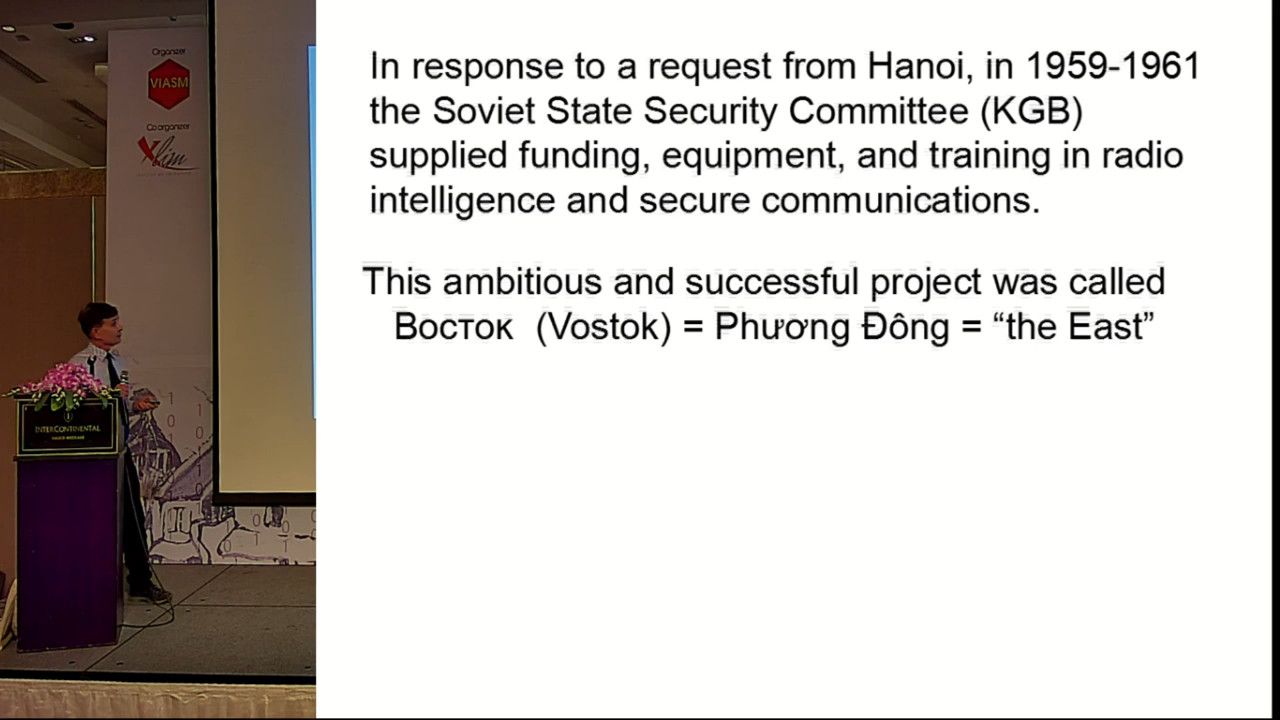 Organizer
VIASM
Co-organizer
Xlim
INTERCONTINENTAL
In response to a request from Hanoi, in 1959-1961
the Soviet State Security Committee (KGB)
supplied funding, equipment, and training in radio
intelligence and secure communications.
This ambitious and successful project was called
Восток (Vostok) = Phương Đông = “the East”